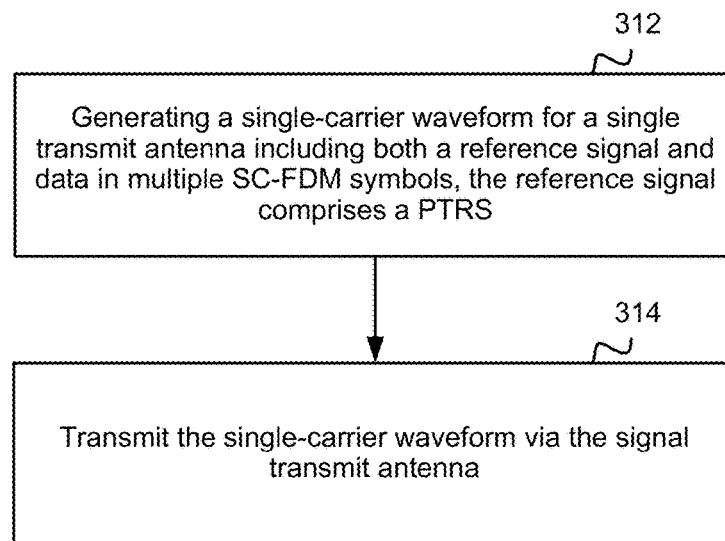 312
Generating a single-carrier waveform for a single
transmit antenna including both a reference signal and
data in multiple SC-FDM symbols, the reference signal
comprises a PTRS
314
Transmit the single-carrier waveform via the signal
transmit antenna